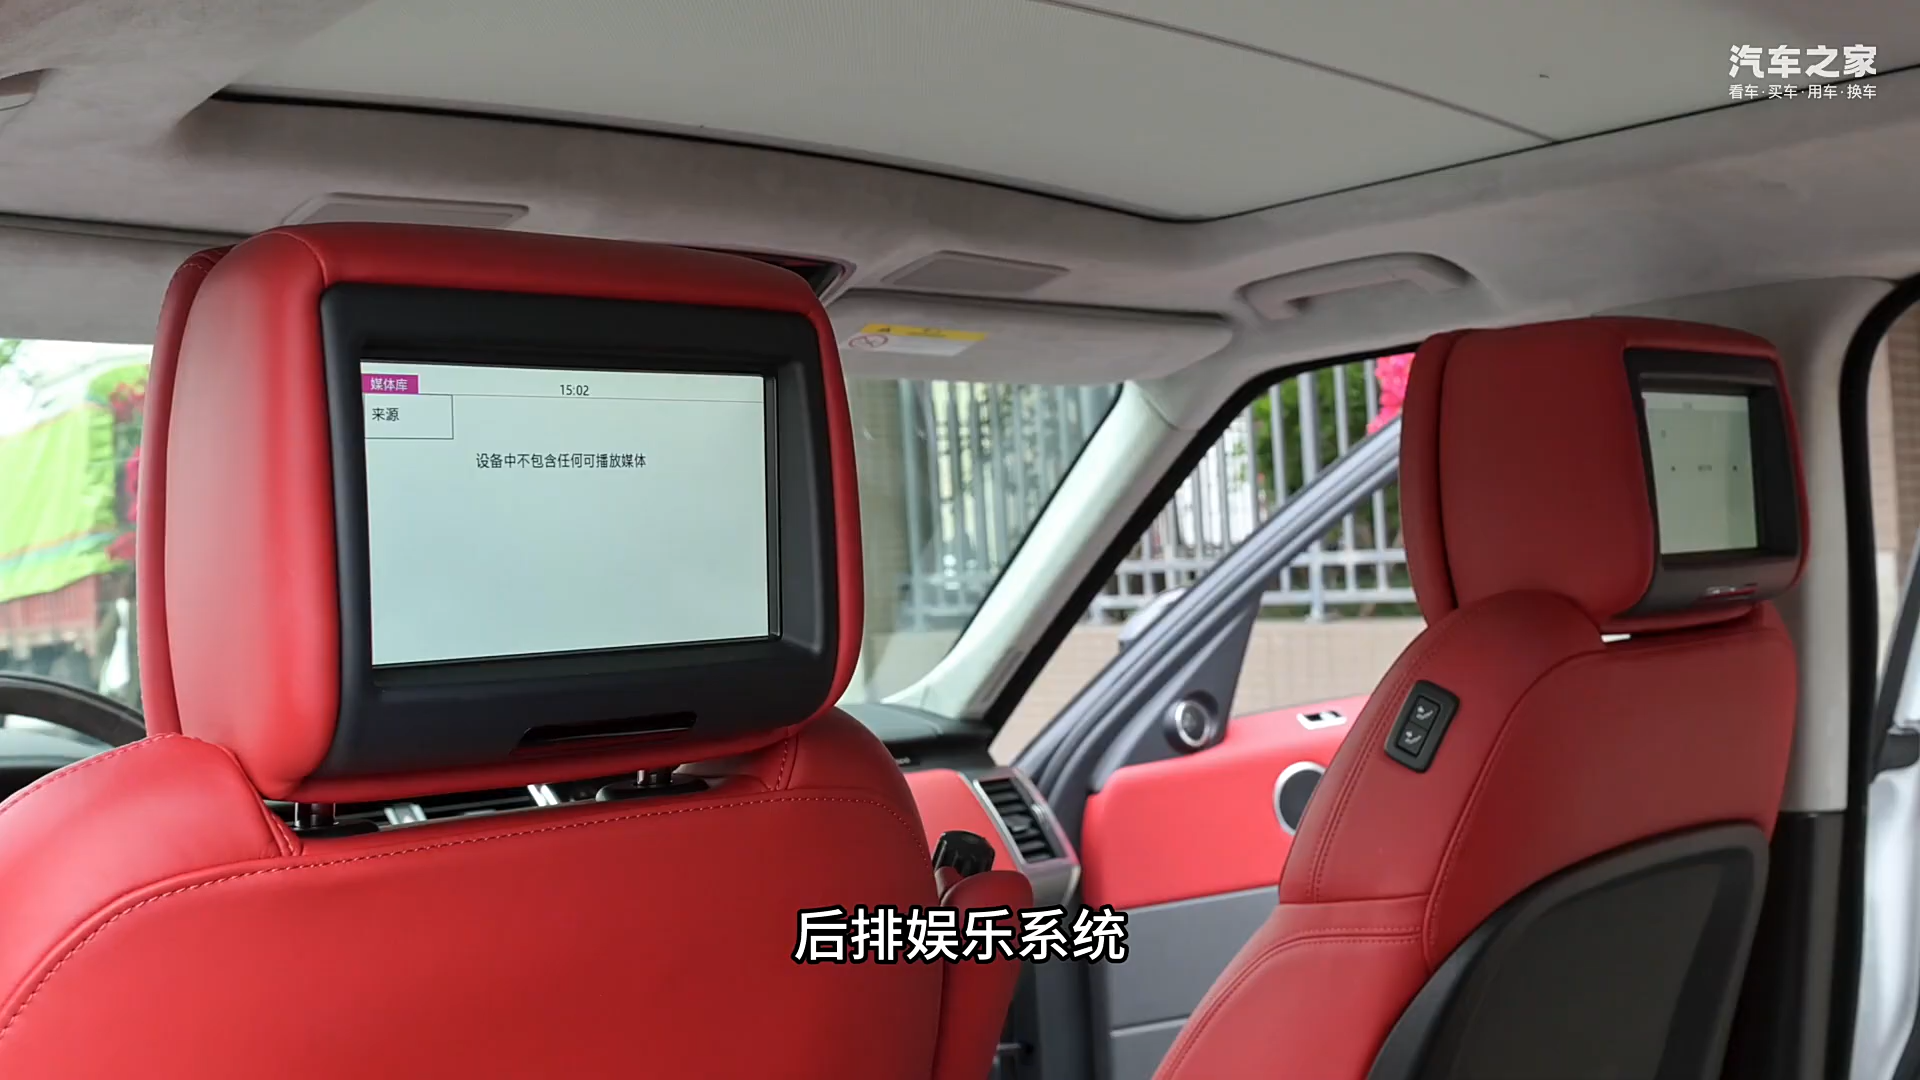 汽车之家
看车·买车·用车·换车
媒体库
15:02
来源
设备中不包含任何可播放媒体
后排娱乐系统